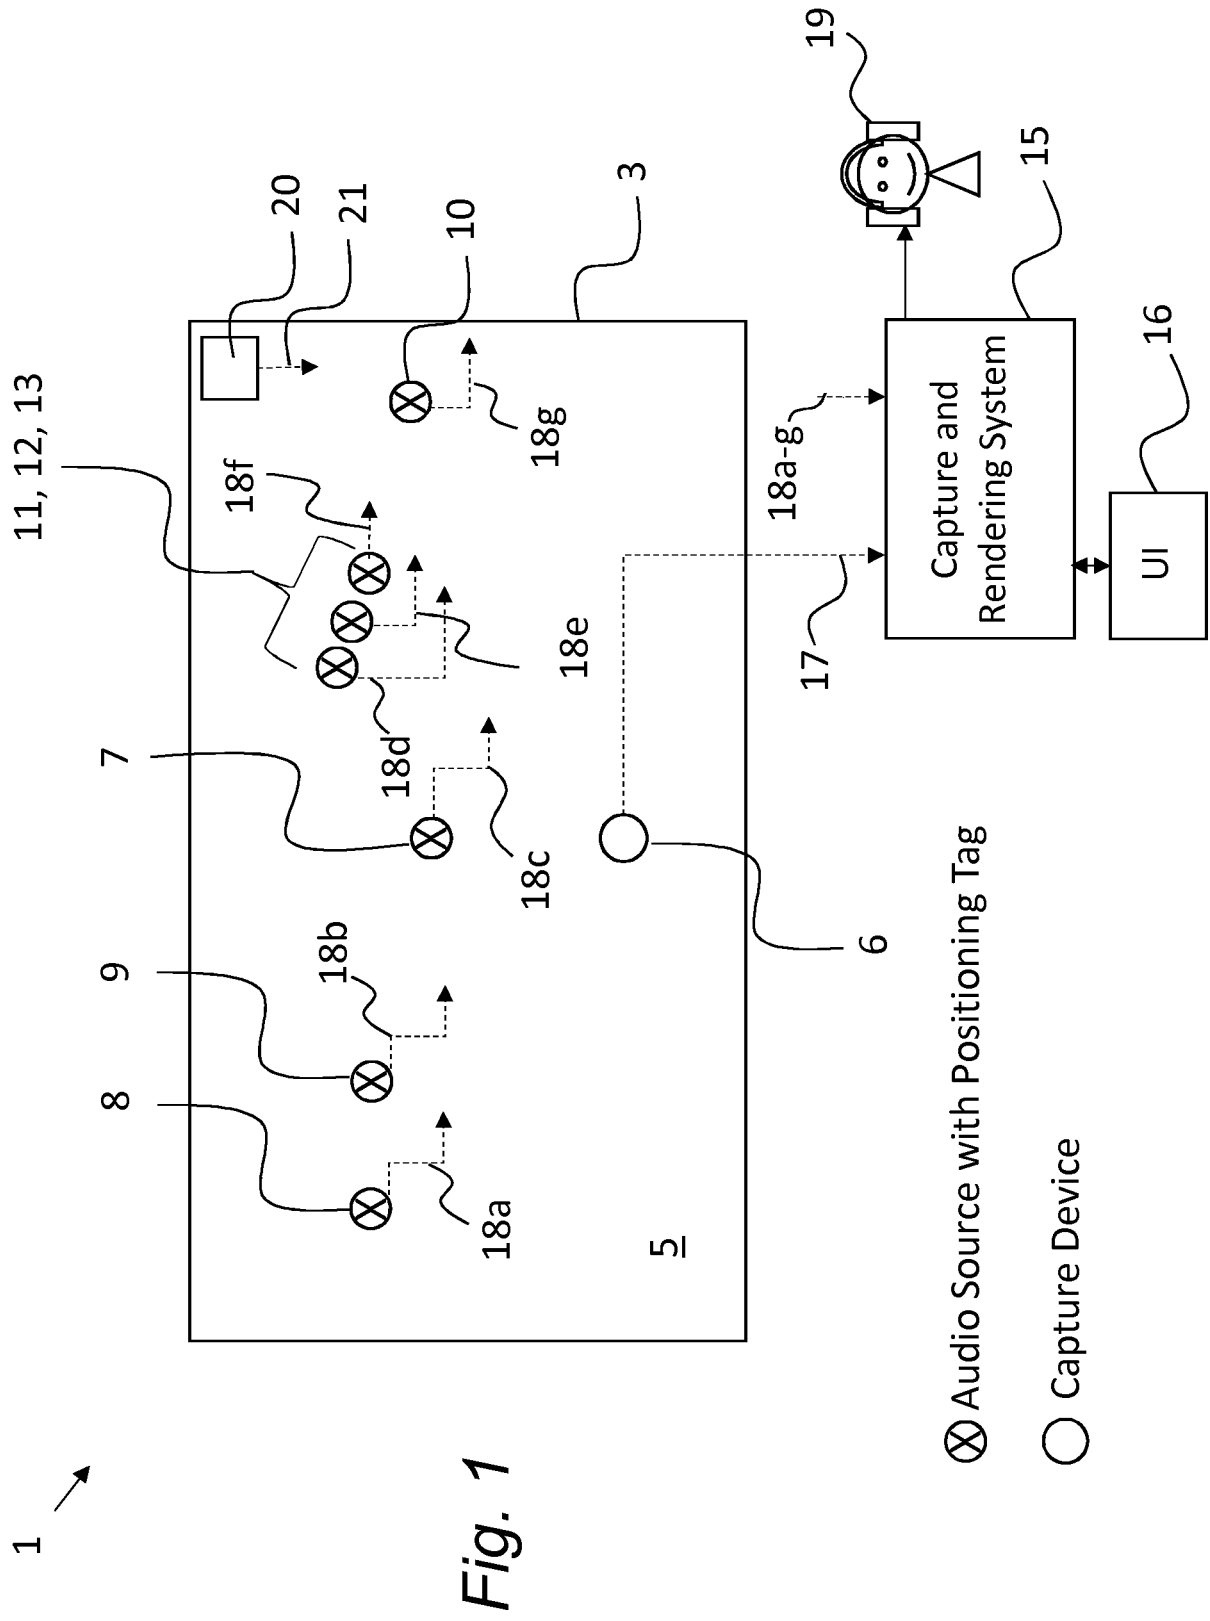 1
11, 12, 13
8
9
7
18f
20
18b
21
18d
10
18a
18c
18g
18e
3
5
Fig. 1
18a-g
17
19
6
Capture and
Rendering System
15
Audio Source with Positioning Tag
Capture Device
UI
16